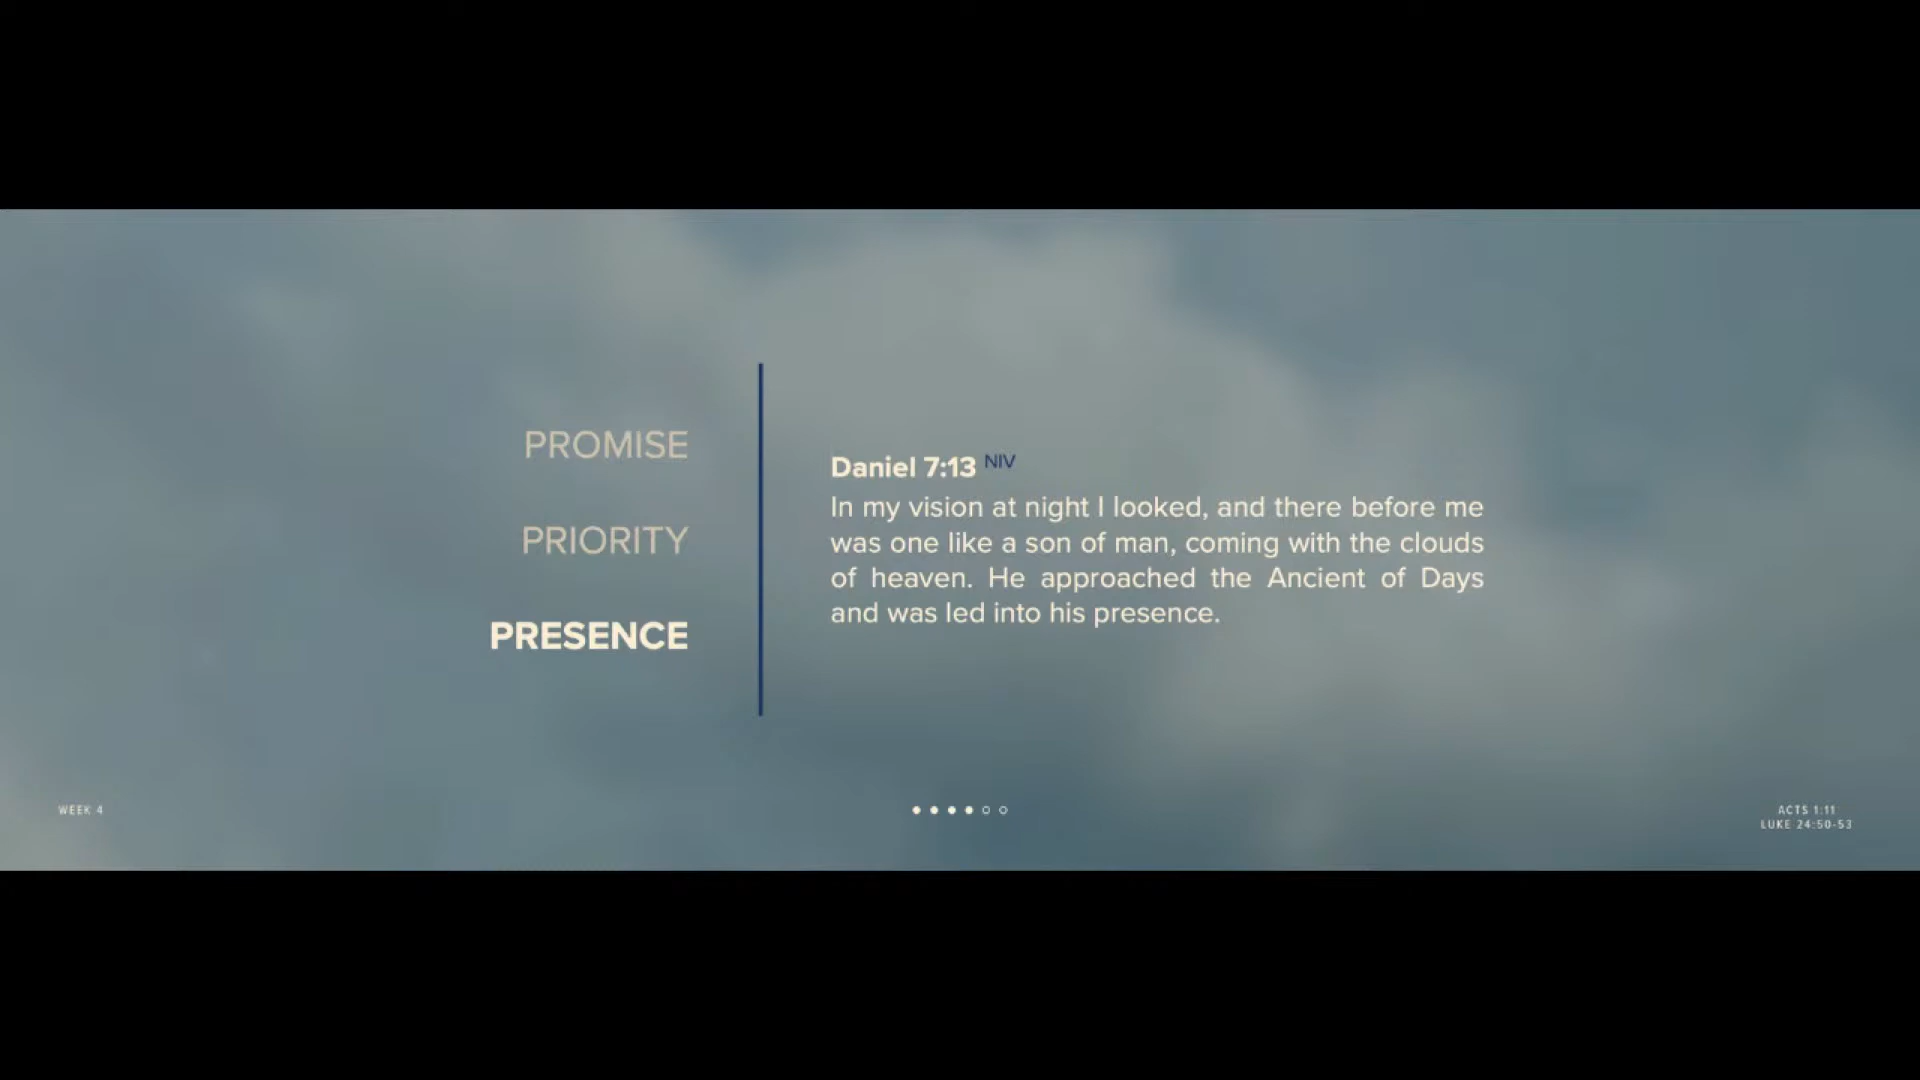 PROMISE
PRIORITY
PRESENCE
Daniel 7:13 NIV
In my vision at night I looked, and there before me
was one like a son of man, coming with the clouds
of heaven. He approached the Ancient of Days
and was led into his presence.
WEEK 4
ACTS 1:11
LUKE 24:50-53